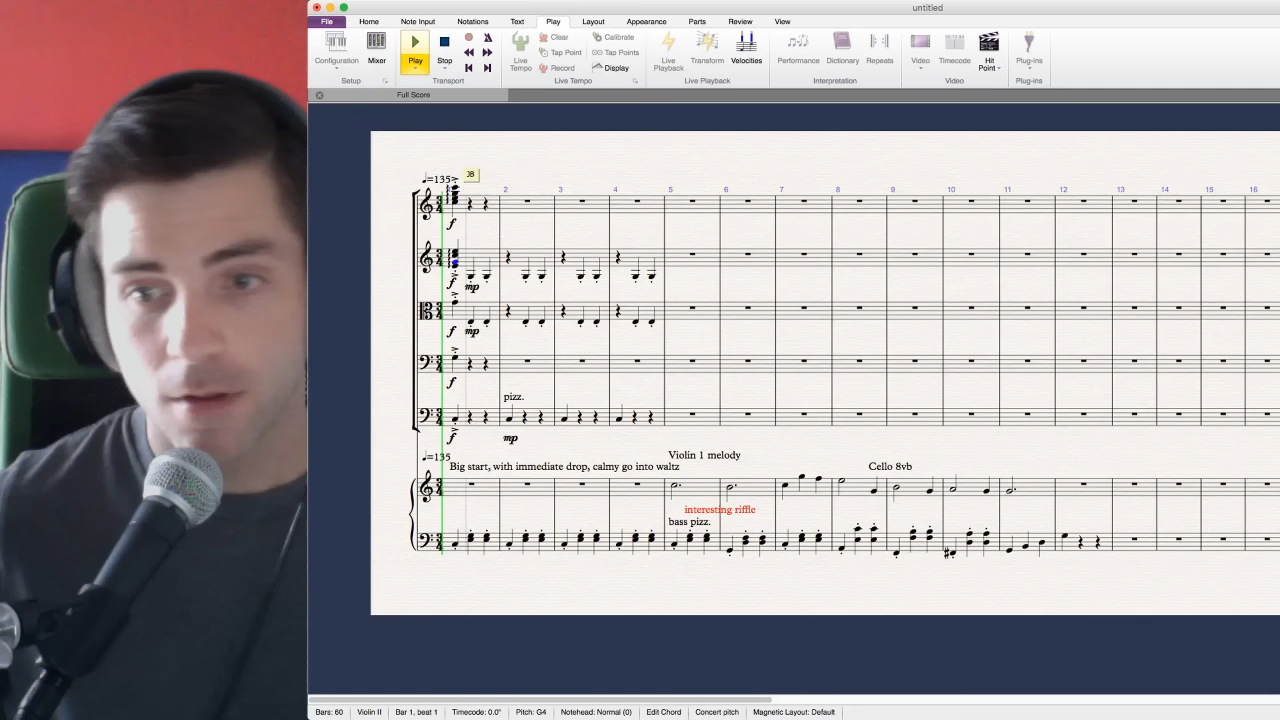 untitled
File Home Note Input Notations Text Play Layout Appearance Parts Review View
Configuration Mixer Play Stop Live Tempo Clear Tap Point Record Calibrate Tap Points Display Live Playback Transform Velocities Performance Dictionary Repeats Video Timecode Hit Point Plug-ins
Setup Transport Live Tempo Live Playback Interpretation Video Plug-ins
Full Score
♩=135 JB
2 3 4 5 6 7 8 9 10 11 12 13 14 15 16
f
f mp
f mp
f
pizz.
f mp
♩=135 Violin 1 melody
Big start, with immediate drop, calmy go into waltz Cello 8vb
interesting riffle
bass pizz.
Bars: 60 Violin II Bar 1, beat 1 Timecode: 0.0" Pitch: G4 Notehead: Normal (0) Edit Chord Concert pitch Magnetic Layout: Default